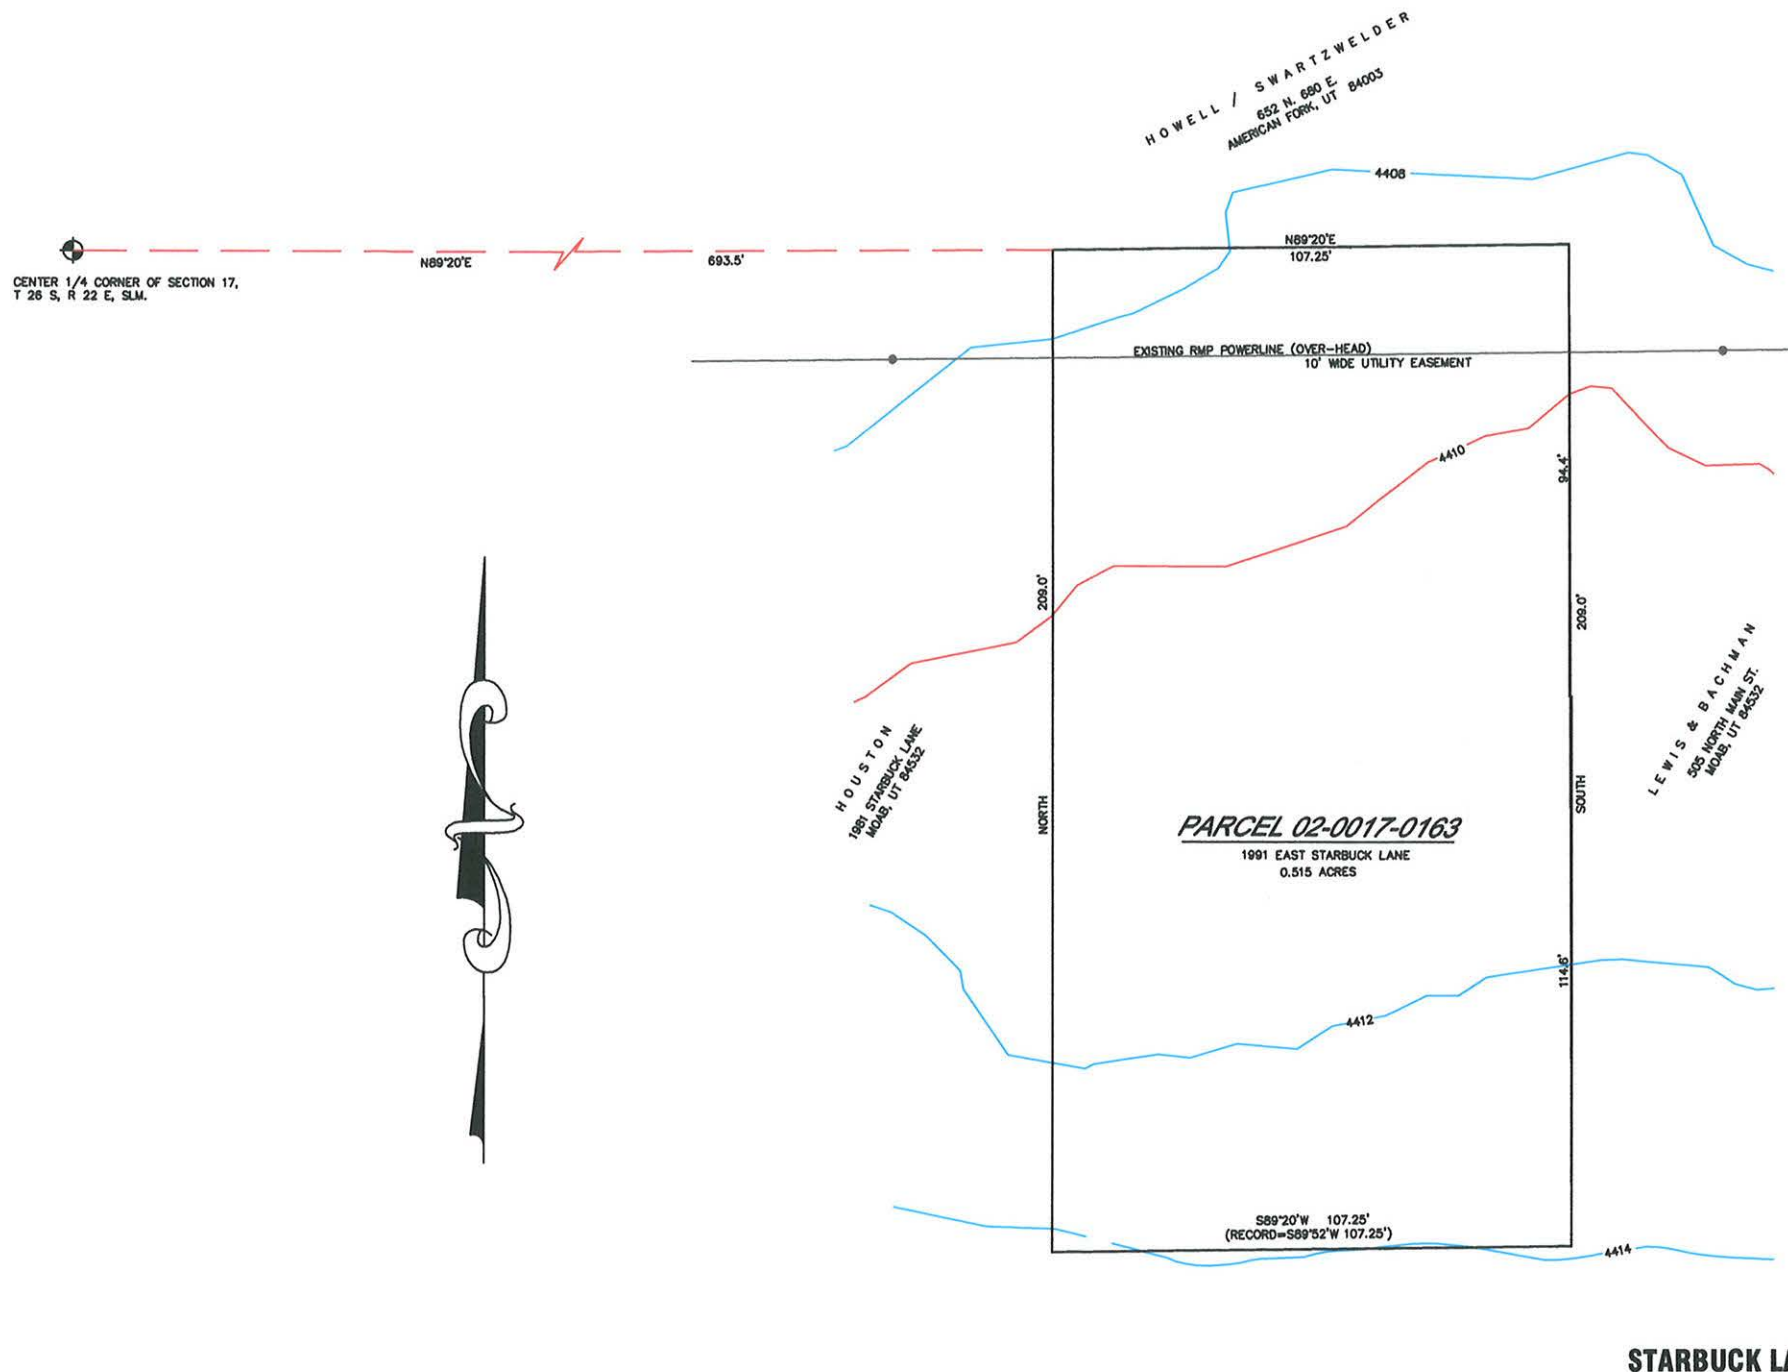 HOWELL / SWARTZWELDER
652 N. 680 E.
AMERICAN FORK, UT 84003
4408
N89°20'E
693.5'
N89°20'E
107.25'
CENTER 1/4 CORNER OF SECTION 17,
T 26 S, R 22 E, SLM.
EXISTING RMP POWERLINE (OVER-HEAD)
10' WIDE UTILITY EASEMENT
4410
94.4'
209.0'
209.0'
HOUSTON
1981 STARBUCK LANE
MOAB, UT 84532
LEWIS & BACHMAN
505 NORTH MAIN ST.
MOAB, UT 84532
NORTH
SOUTH
PARCEL 02-0017-0163
1991 EAST STARBUCK LANE
0.515 ACRES
114.6'
4412
S89°20'W 107.25'
(RECORD=S89°52'W 107.25')
4414
STARBUCK